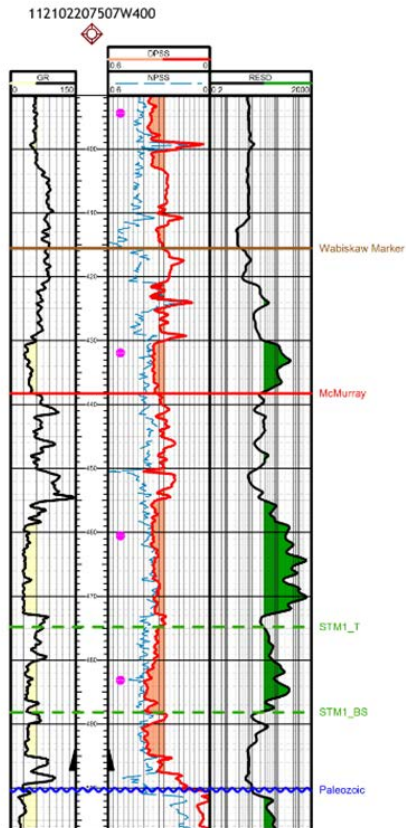 112102207507W400
DPSS
0.6 0
GR NPSS RESD
0 150 0.6 0 0.2 2000
400
410
Wabiskaw Marker
420
430
McMurray
440
450
460
470
STM1_T
480
STM1_BS
490
Paleozoic